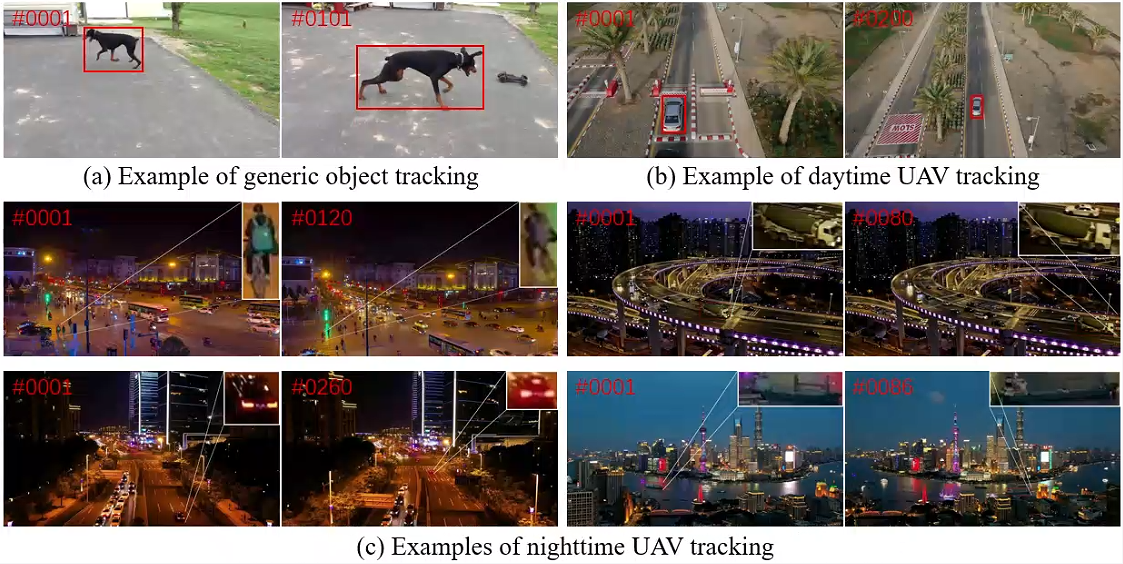 #0001 #0101 #0001 #0200
MOTS
(a) Example of generic object tracking (b) Example of daytime UAV tracking
#0001 #0120 #0001 #0080
#0001 #0260 #0001 #0086
(c) Examples of nighttime UAV tracking